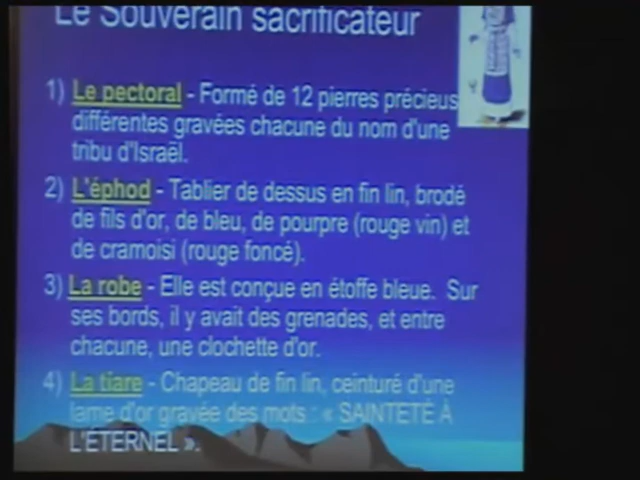 Le Souverain sacrificateur
1) Le pectoral - Formé de 12 pierres précieus
différentes gravées chacune du nom d'une
tribu d'Israël.
2) L'éphod - Tablier de dessus en fin lin, brodé
de fils d'or, de bleu, de pourpre (rouge vin) et
de cramoisi (rouge foncé).
3) La robe - Elle est conçue en étoffe bleue. Sur
ses bords, il y avait des grenades, et entre
chacune, une clochette d'or.
4) La tiare - Chapeau de fin lin, ceinturé d'une
lame d'or gravée des mots : « SAINTETÉ À
L'ÉTERNEL ».